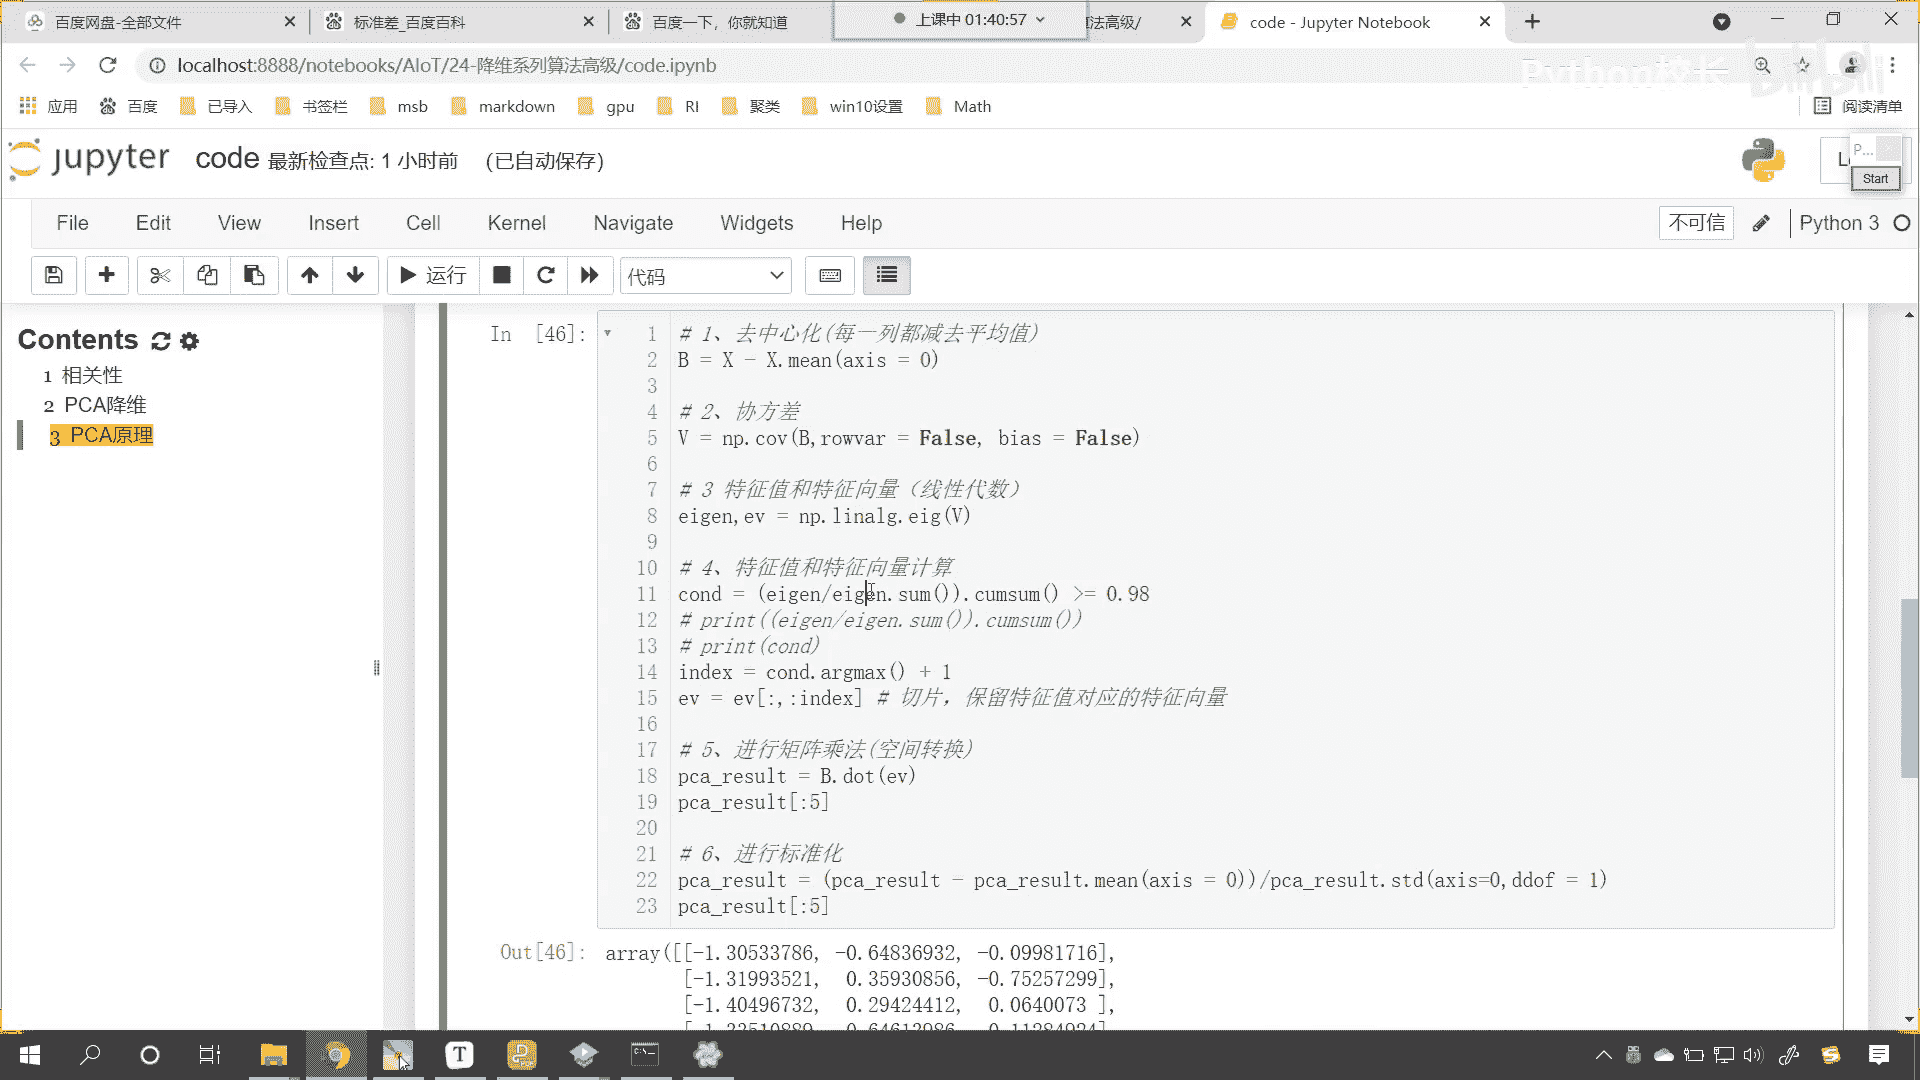 百度网盘-全部文件
标准差_百度百科
百度一下，你就知道
上课中 01:40:57
法高级/
code - Jupyter Notebook
localhost:8888/notebooks/AIoT/24-降维系列算法高级/code.ipynb
应用 百度 已导入 书签栏 msb markdown gpu RI 聚类 win10设置 Math 阅读清单
jupyter code 最新检查点: 1 小时前 (已自动保存)
P...
Start
File Edit View Insert Cell Kernel Navigate Widgets Help 不可信 Python 3
运行 代码
Contents
1 相关性
2 PCA降维
3 PCA原理
In [46]:
1 # 1、去中心化(每一列都减去平均值)
2 B = X - X.mean(axis = 0)
3
4 # 2、协方差
5 V = np.cov(B,rowvar = False, bias = False)
6
7 # 3 特征值和特征向量（线性代数）
8 eigen,ev = np.linalg.eig(V)
9
10 # 4、特征值和特征向量计算
11 cond = (eigen/eigen.sum()).cumsum() >= 0.98
12 # print((eigen/eigen.sum()).cumsum())
13 # print(cond)
14 index = cond.argmax() + 1
15 ev = ev[:,:index] # 切片，保留特征值对应的特征向量
16
17 # 5、进行矩阵乘法(空间转换)
18 pca_result = B.dot(ev)
19 pca_result[:5]
20
21 # 6、进行标准化
22 pca_result = (pca_result - pca_result.mean(axis = 0))/pca_result.std(axis=0,ddof = 1)
23 pca_result[:5]
Out[46]: array([[-1.30533786, -0.64836932, -0.09981716],
[-1.31993521, 0.35930856, -0.75257299],
[-1.40496732, 0.29424412, 0.0640073 ],